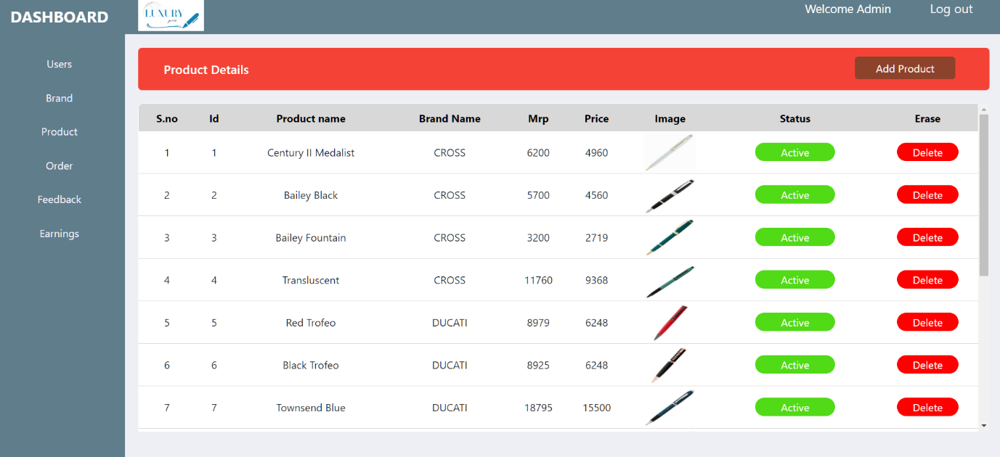 DASHBOARD
LUXURY
pen
Welcome Admin
Log out
Users
Brand
Product
Order
Feedback
Earnings
Product Details
Add Product
S.no Id Product name Brand Name Mrp Price Image Status Erase
1 1 Century II Medalist CROSS 6200 4960 Active Delete
2 2 Bailey Black CROSS 5700 4560 Active Delete
3 3 Bailey Fountain CROSS 3200 2719 Active Delete
4 4 Transluscent CROSS 11760 9368 Active Delete
5 5 Red Trofeo DUCATI 8979 6248 Active Delete
6 6 Black Trofeo DUCATI 8925 6248 Active Delete
7 7 Townsend Blue DUCATI 18795 15500 Active Delete